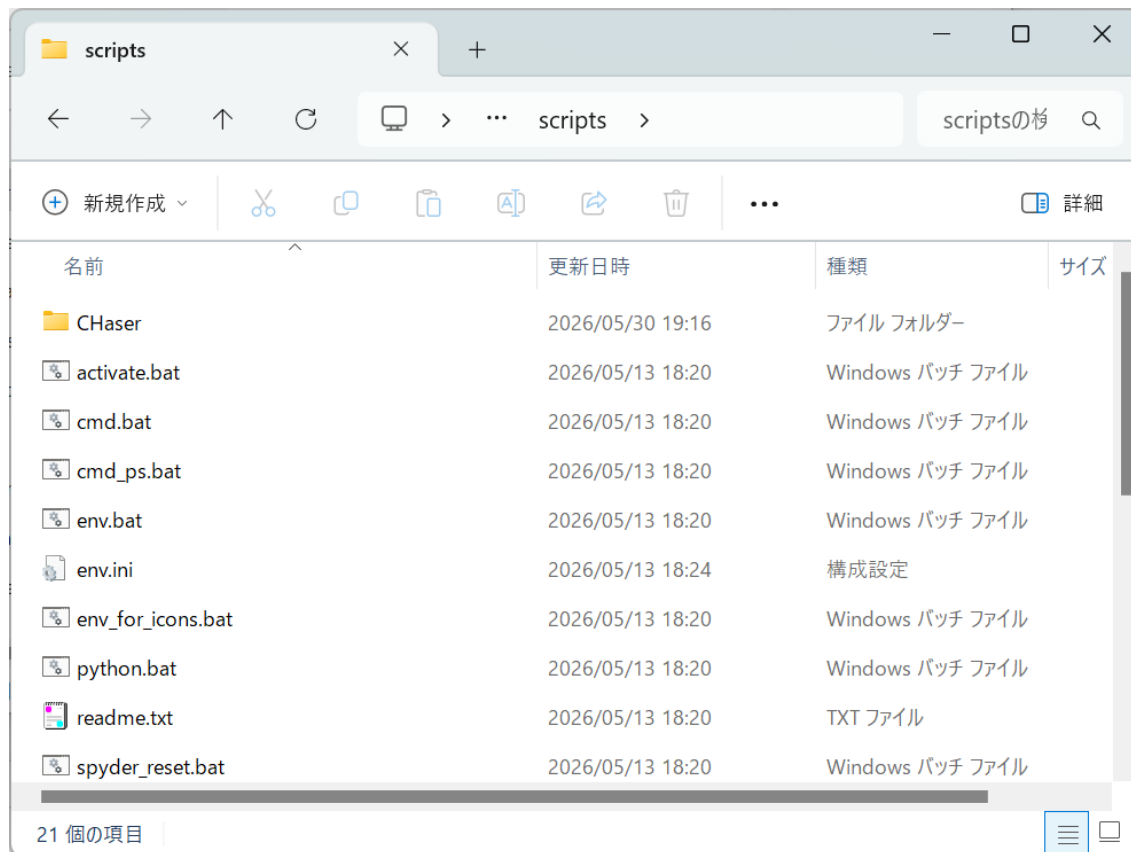 scripts
scripts
scriptsの検
新規作成
詳細
名前 更新日時 種類 サイズ
CHaser 2026/05/30 19:16 ファイル フォルダー
activate.bat 2026/05/13 18:20 Windows バッチ ファイル
cmd.bat 2026/05/13 18:20 Windows バッチ ファイル
cmd_ps.bat 2026/05/13 18:20 Windows バッチ ファイル
env.bat 2026/05/13 18:20 Windows バッチ ファイル
env.ini 2026/05/13 18:24 構成設定
env_for_icons.bat 2026/05/13 18:20 Windows バッチ ファイル
python.bat 2026/05/13 18:20 Windows バッチ ファイル
readme.txt 2026/05/13 18:20 TXT ファイル
spyder_reset.bat 2026/05/13 18:20 Windows バッチ ファイル
21 個の項目